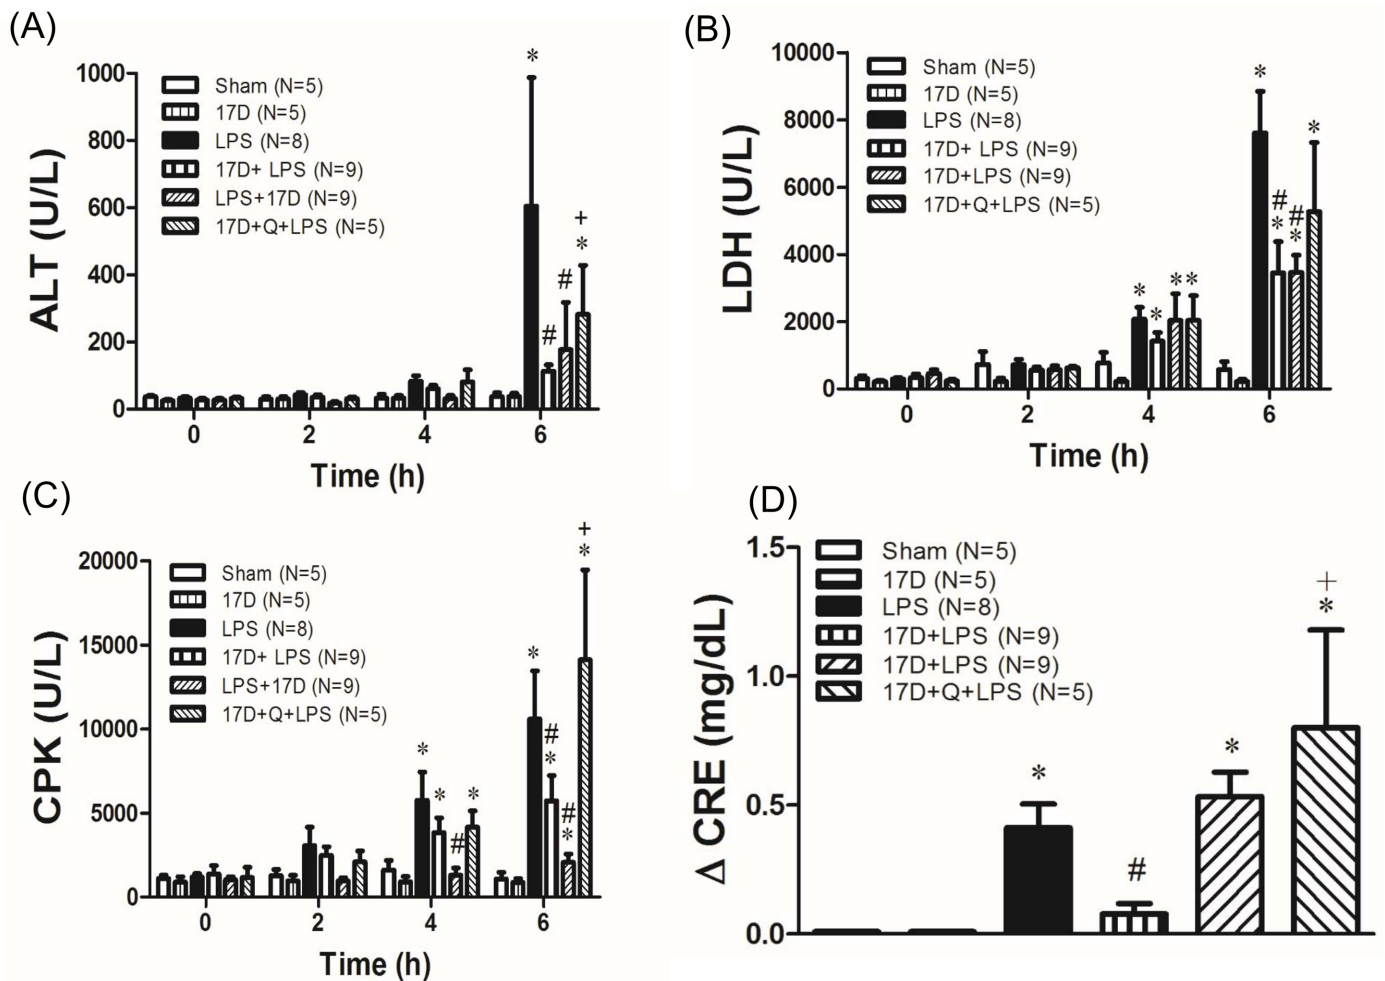 (A)
ALT (U/L)
1000
800
600
400
200
0
Sham (N=5)
17D (N=5)
LPS (N=8)
17D+ LPS (N=9)
LPS+17D (N=9)
17D+Q+LPS (N=5)
*
#
#
+
*
0 2 4 6
Time (h)
(B)
LDH (U/L)
10000
8000
6000
4000
2000
0
Sham (N=5)
17D (N=5)
LPS (N=8)
17D+ LPS (N=9)
17D+LPS (N=9)
17D+Q+LPS (N=5)
* * * *
*
#
*
#
*
*
0 2 4 6
Time (h)
(C)
CPK (U/L)
20000
15000
10000
5000
0
Sham (N=5)
17D (N=5)
LPS (N=8)
17D+ LPS (N=9)
LPS+17D (N=9)
17D+Q+LPS (N=5)
* * # *
*
#
*
#
*
+
*
0 2 4 6
Time (h)
(D)
Δ CRE (mg/dL)
1.5
1.0
0.5
0.0
Sham (N=5)
17D (N=5)
LPS (N=8)
17D+LPS (N=9)
17D+LPS (N=9)
17D+Q+LPS (N=5)
*
#
*
+
*